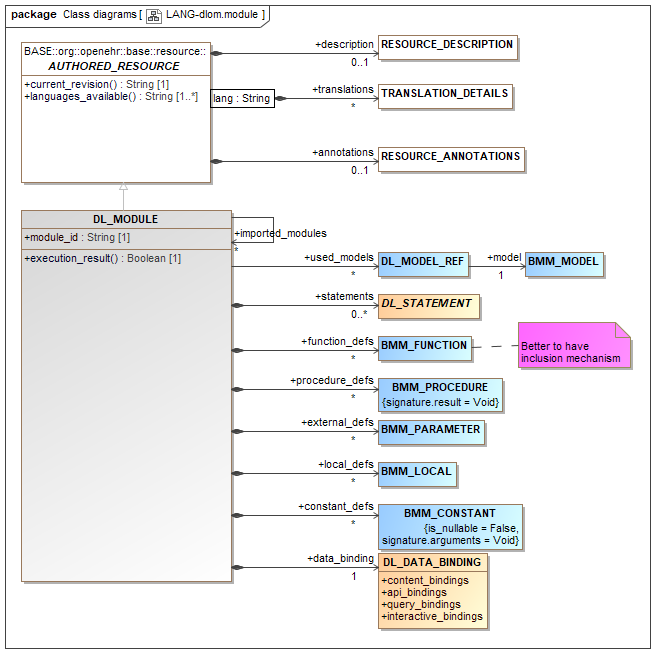 package Class diagrams [ LANG-dlom.module ]
BASE::org::openehr::base::resource::
AUTHORED_RESOURCE
+current_revision() : String [1]
+languages_available() : String [1..*]
lang : String
+description
0..1
RESOURCE_DESCRIPTION
+translations
*
TRANSLATION_DETAILS
+annotations
0..1
RESOURCE_ANNOTATIONS
DL_MODULE
+module_id : String [1]
+execution_result() : Boolean [1]
+imported_modules
*
+used_models
*
DL_MODEL_REF
+model
1
BMM_MODEL
+statements
0..*
DL_STATEMENT
+function_defs
*
BMM_FUNCTION
Better to have
inclusion mechanism
+procedure_defs
*
BMM_PROCEDURE
{signature.result = Void}
+external_defs
*
BMM_PARAMETER
+local_defs
*
BMM_LOCAL
+constant_defs
*
BMM_CONSTANT
{is_nullable = False,
signature.arguments = Void}
+data_binding
1
DL_DATA_BINDING
+content_bindings
+api_bindings
+query_bindings
+interactive_bindings